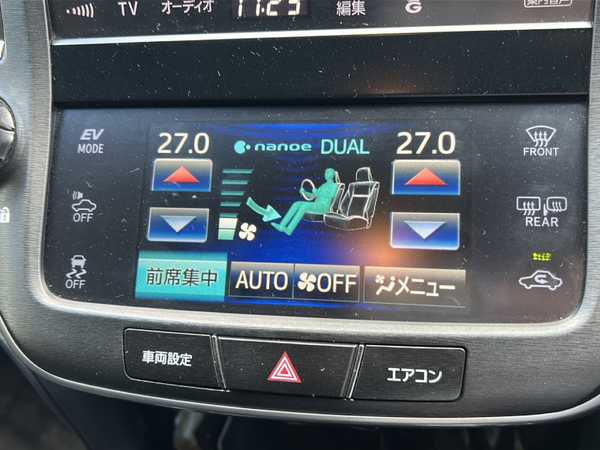 TV オーディオ 11:23 編集 G
EV
MODE
27.0 nanoe DUAL 27.0
FRONT
OFF
REAR
OFF
前席集中 AUTO OFF メニュー
車両設定 エアコン